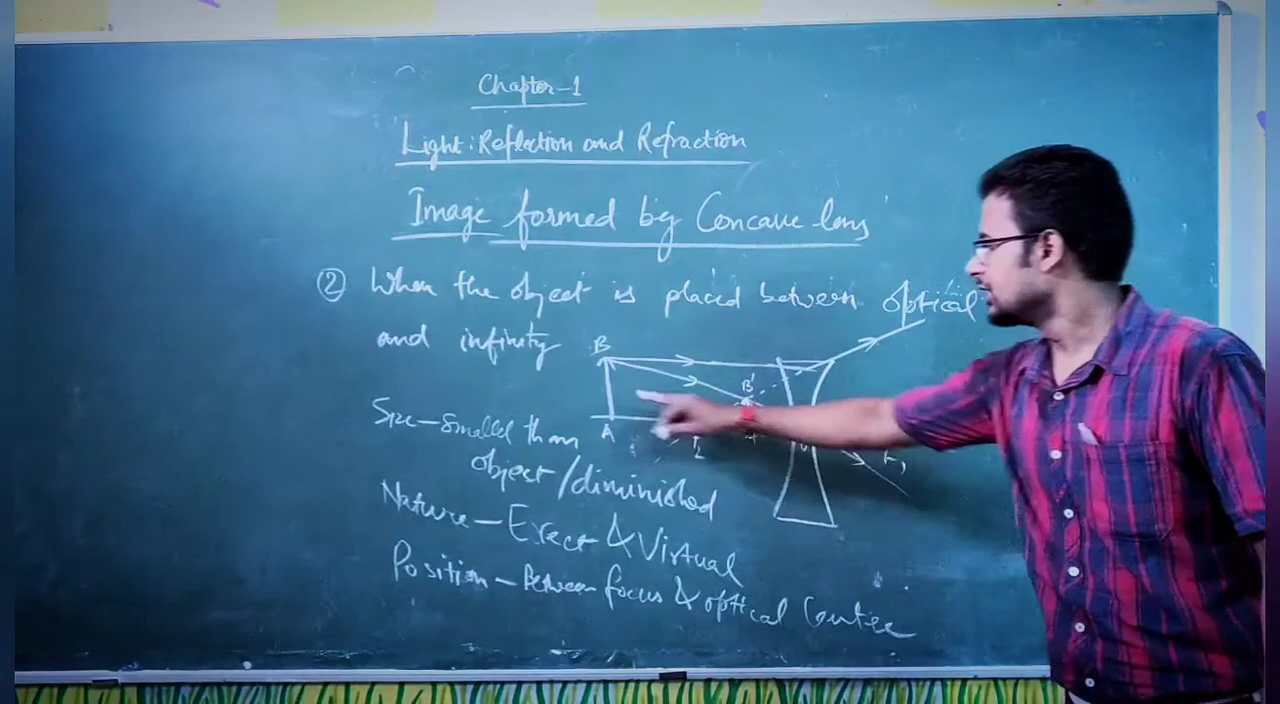 Chapter-1
Light: Reflection and Refraction
Image formed by Concave lens
② When the object is placed between optical
and infinity
B
B'
A
Size - Smaller than
object/diminished
Nature - Erect & Virtual
Position - Between focus & optical Center